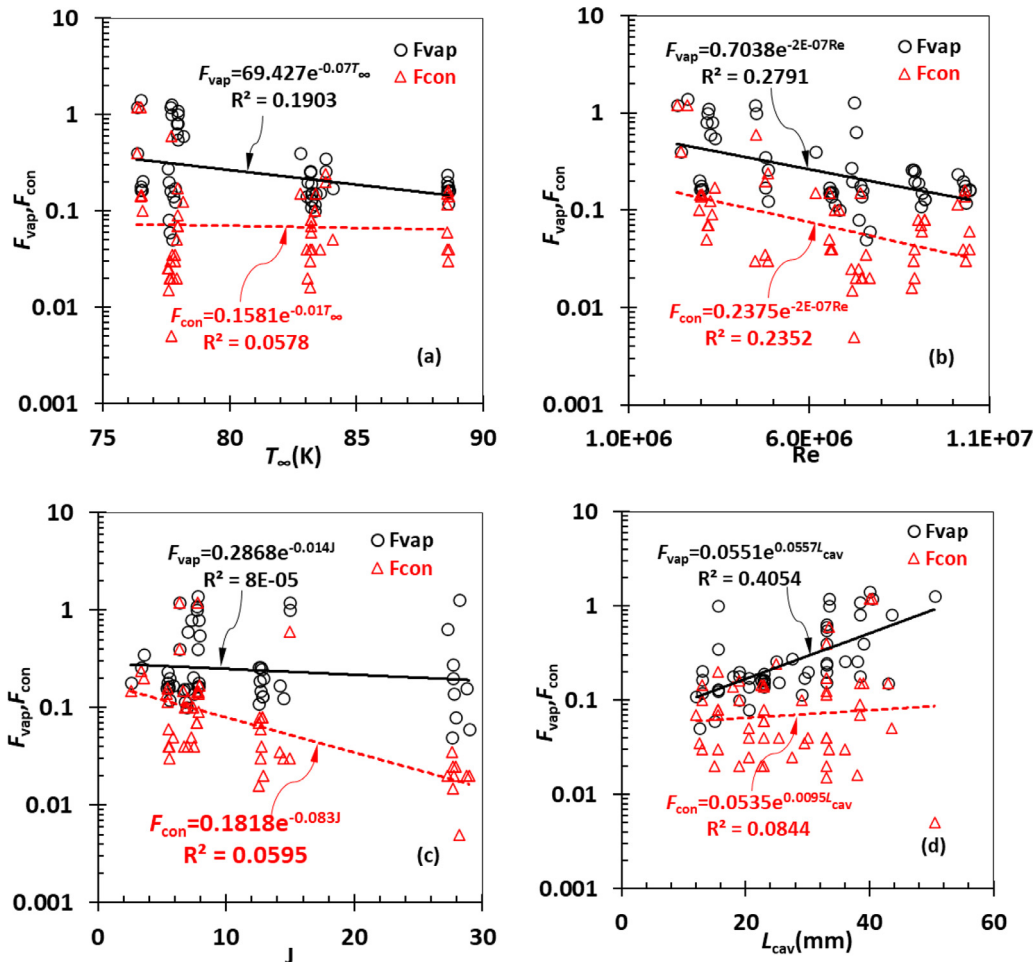 10
1
0.1
0.01
0.001
F_vap,F_con
Fvap
Fcon
F_vap=69.427e^-0.07T_∞
R² = 0.1903
F_con=0.1581e^-0.01T_∞
R² = 0.0578
(a)
75 80 85 90
T_∞(K)
10
1
0.1
0.01
0.001
F_vap,F_con
Fvap
Fcon
F_vap=0.7038e^-2E-07Re
R² = 0.2791
F_con=0.2375e^-2E-07Re
R² = 0.2352
(b)
1.0E+06 6.0E+06 1.1E+07
Re
10
1
0.1
0.01
0.001
F_vap,F_con
Fvap
Fcon
F_vap=0.2868e^-0.014J
R² = 8E-05
F_con=0.1818e^-0.083J
R² = 0.0595
(c)
0 10 20 30
J
10
1
0.1
0.01
0.001
F_vap,F_con
Fvap
Fcon
F_vap=0.0551e^0.0557L_cav
R² = 0.4054
F_con=0.0535e^0.0095L_cav
R² = 0.0844
(d)
0 20 40 60
L_cav(mm)